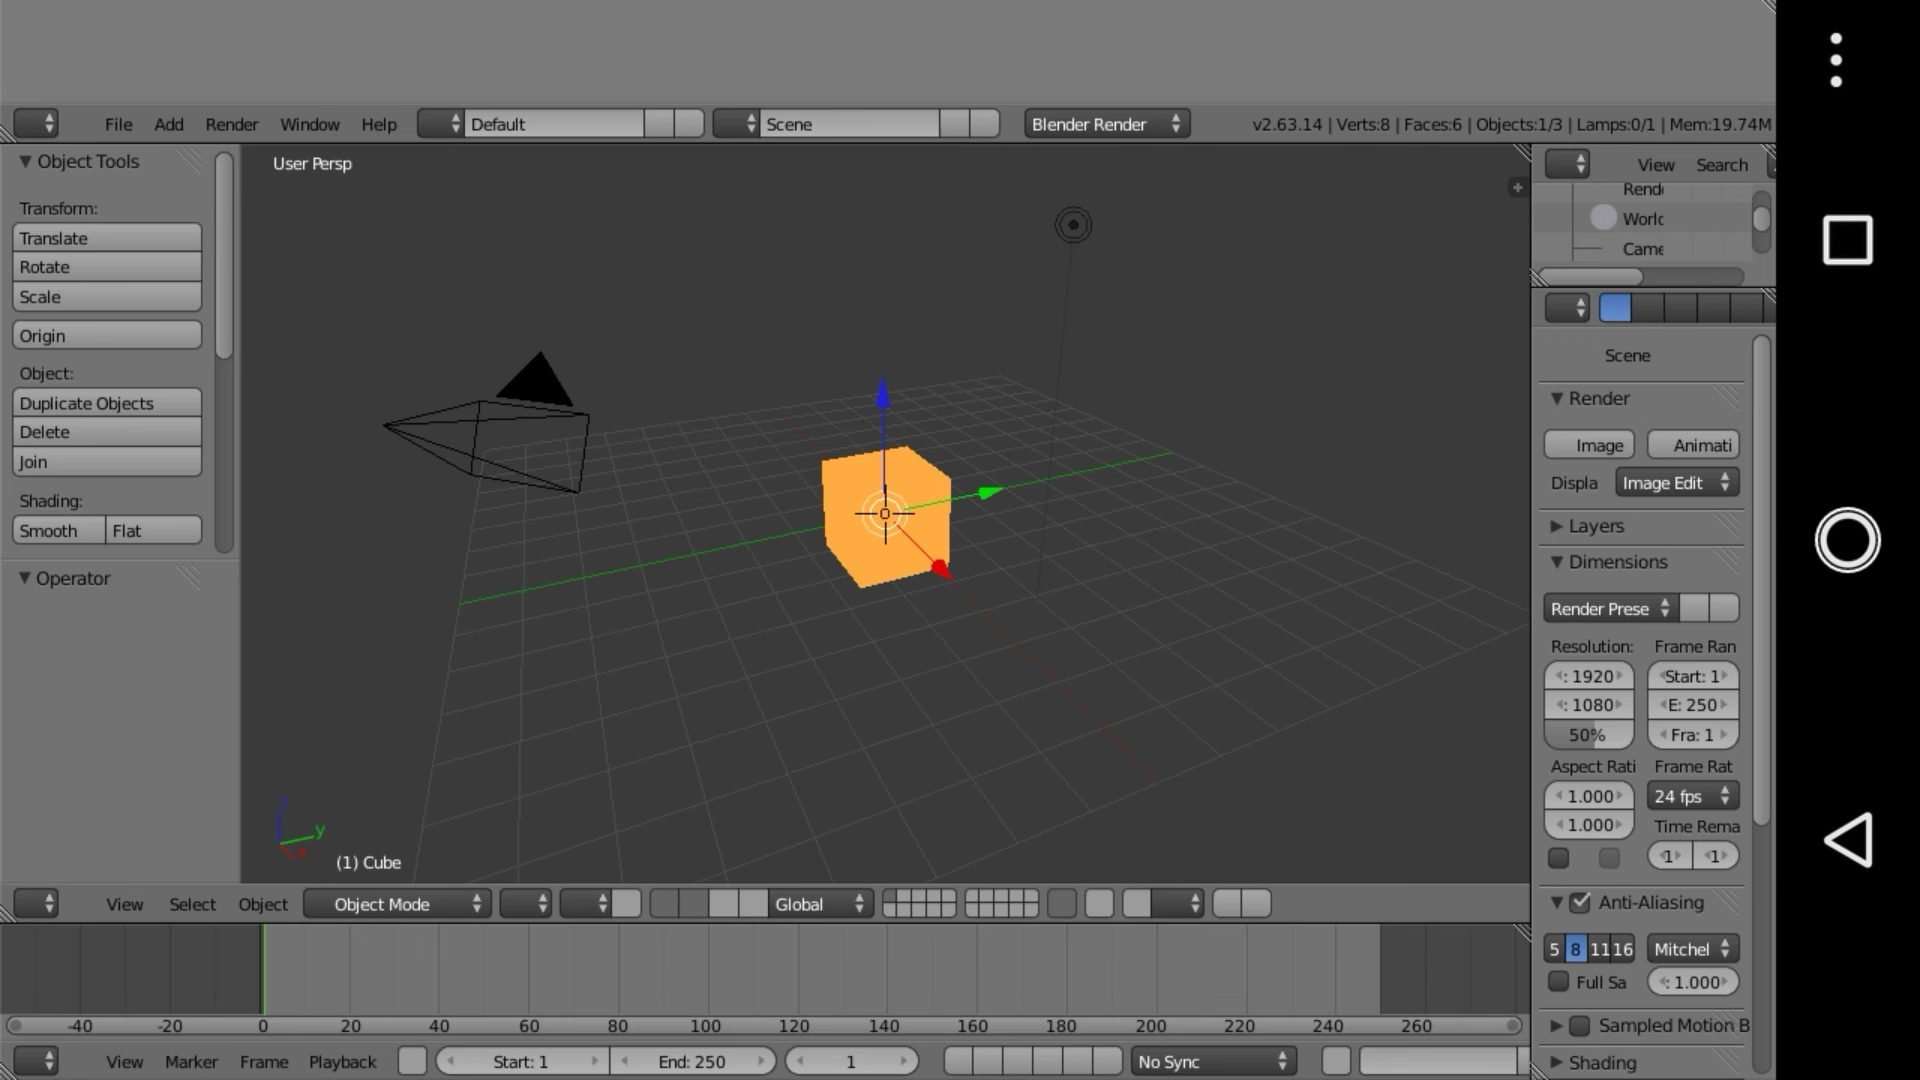 File Add Render Window Help Default Scene Blender Render v2.63.14 | Verts:8 | Faces:6 | Objects:1/3 | Lamps:0/1 | Mem:19.74M
Object Tools
Transform:
Translate
Rotate
Scale
Origin
Object:
Duplicate Objects
Delete
Join
Shading:
Smooth Flat
Operator
User Persp
y
x
(1) Cube
View Search
Rend
Worlc
Came
Scene
Render
Image Animati
Displa Image Edit
Layers
Dimensions
Render Prese
Resolution: Frame Ran
: 1920 Start: 1
: 1080 E: 250
50% Fra: 1
Aspect Rati Frame Rat
1.000 24 fps
1.000 Time Rema
1 1
Anti-Aliasing
5 8 11 16 Mitchel
Full Sa : 1.000
Sampled Motion B
Shading
View Select Object Object Mode Global
-40 -20 0 20 40 60 80 100 120 140 160 180 200 220 240 260
View Marker Frame Playback Start: 1 End: 250 1 No Sync